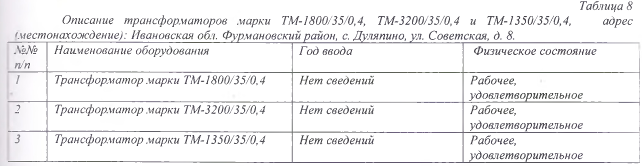 Таблица 8
Описание трансформаторов марки ТМ-1800/35/0,4, ТМ-3200/35/0,4 и ТМ-1350/35/0,4, адрес
(местонахождение): Ивановская обл. Фурмановский район, с. Дуляпино, ул. Советская, д. 8.
№№ Наименование оборудования Год ввода Физическое состояние
п/п
1 Трансформатор марки ТМ-1800/35/0,4 Нет сведений Рабочее,
удовлетворительное
2 Трансформатор марки ТМ-3200/35/0,4 Нет сведений Рабочее,
удовлетворительное
3 Трансформатор марки ТМ-1350/35/0,4 Нет сведений Рабочее,
удовлетворительное